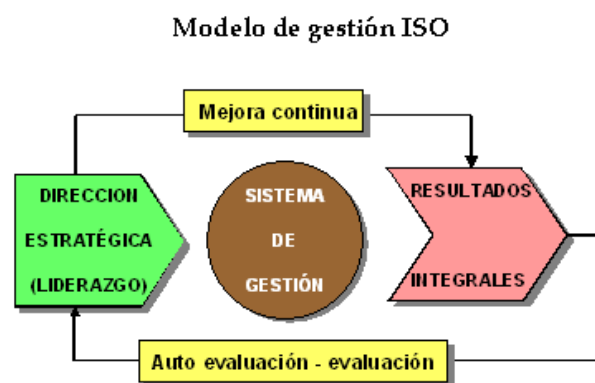 Modelo de gestión ISO
Mejora continua
DIRECCION
ESTRATÉGICA
(LIDERAZGO)
SISTEMA
DE
GESTIÓN
RESULTADOS
INTEGRALES
Auto evaluación - evaluación